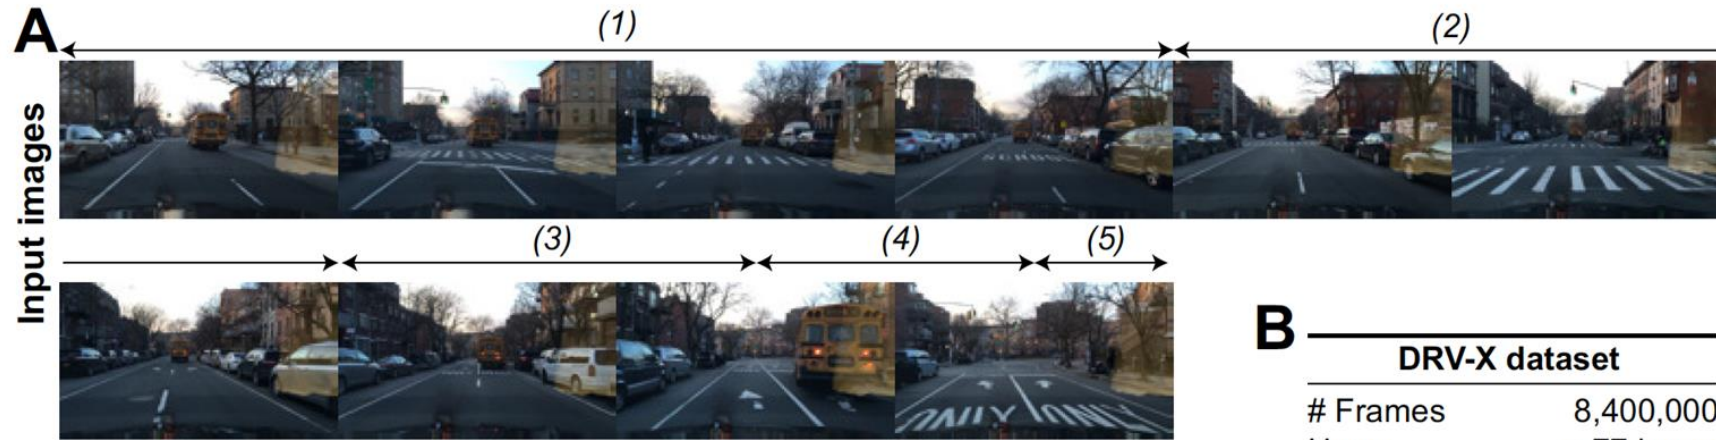 A
(1)
(2)
Input images
SCHOOL
(3)
(4)
(5)
ONLY ONLY
B
DRV-X dataset
# Frames 8,400,000